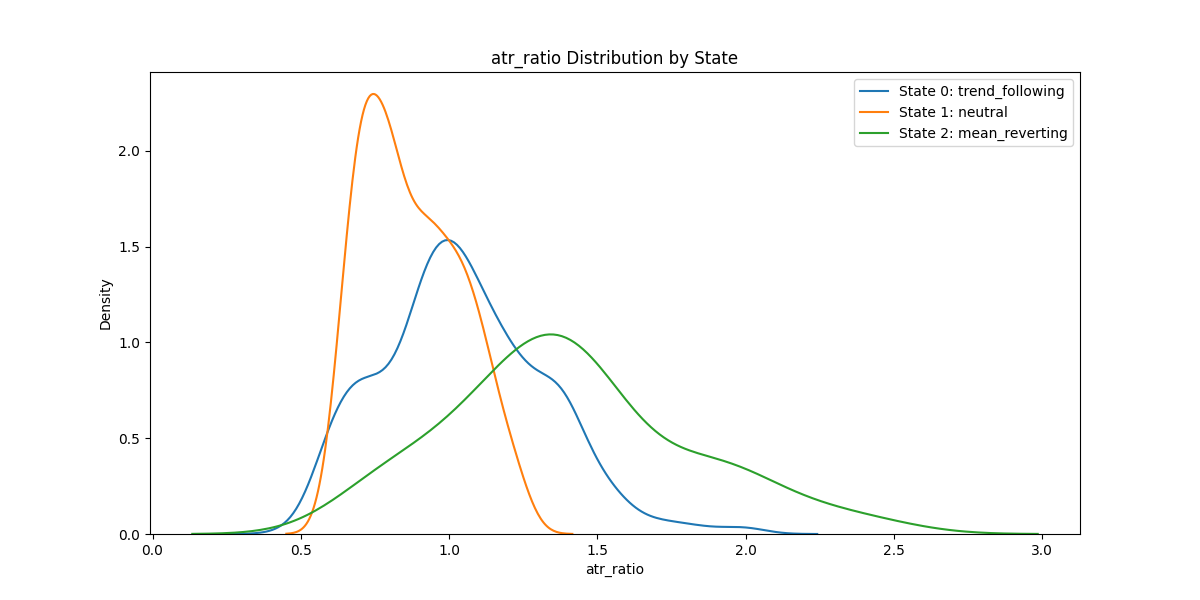 atr_ratio Distribution by State
State 0: trend_following
State 1: neutral
State 2: mean_reverting
Density
2.0
1.5
1.0
0.5
0.0
0.0 0.5 1.0 1.5 2.0 2.5 3.0
atr_ratio